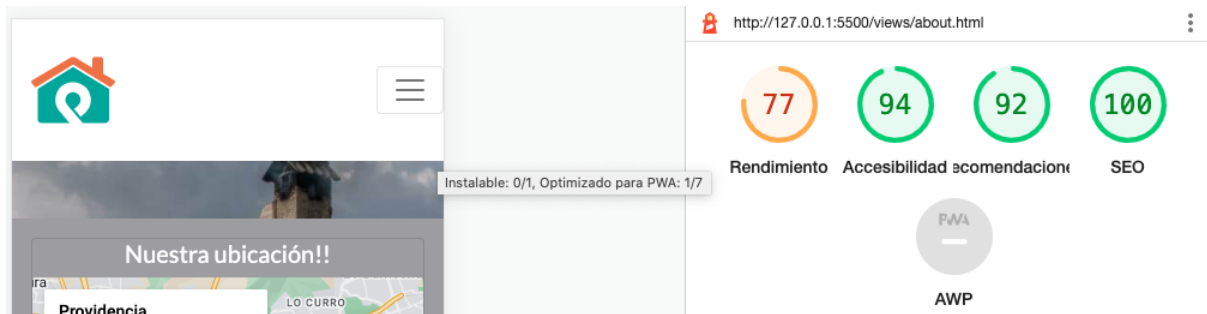 http://127.0.0.1:5500/views/about.html
77
94
92
100
Rendimiento
Accesibilidad
ecomendacione
SEO
Instalable: 0/1, Optimizado para PWA: 1/7
PWA
AWP
Nuestra ubicación!!
ra
LO CURRO
Providencia